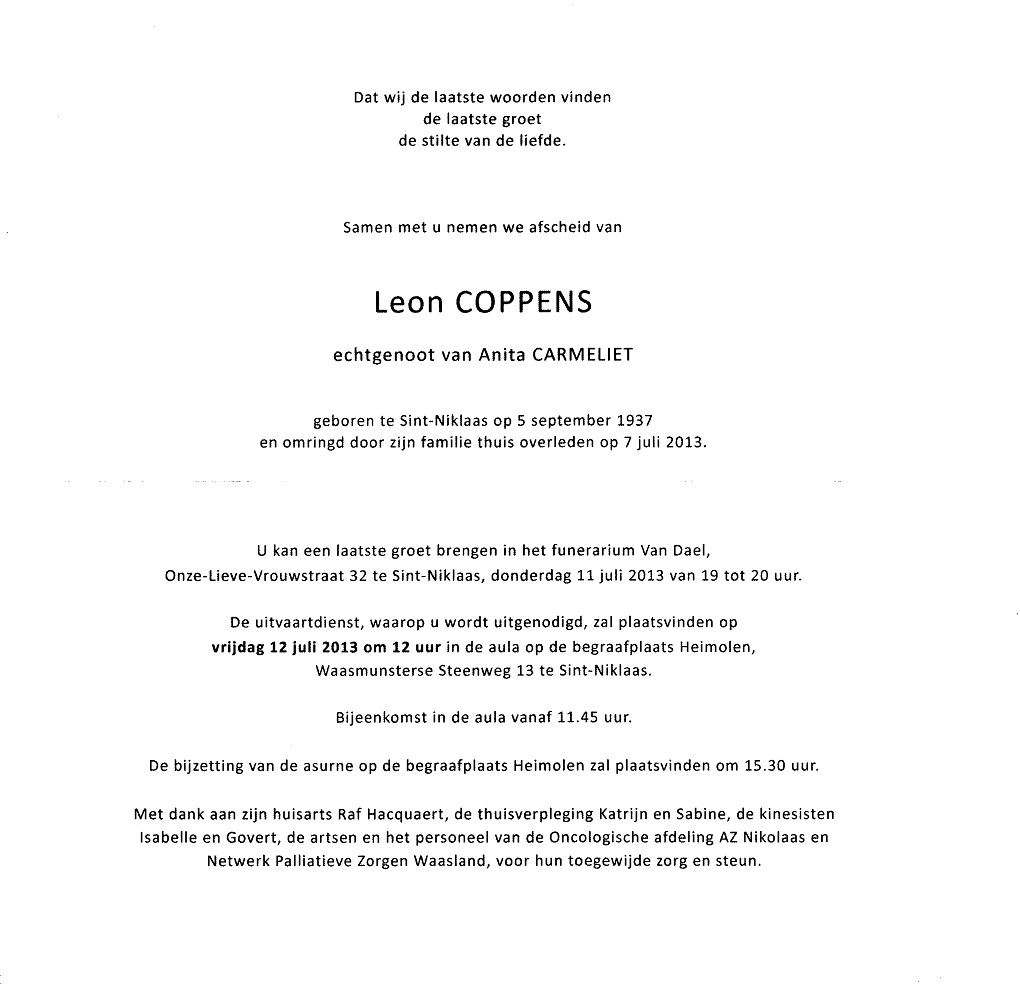 Dat wij de laatste woorden vinden
de laatste groet
de stilte van de liefde.
Samen met u nemen we afscheid van
Leon COPPENS
echtgenoot van Anita CARMELIET
geboren te Sint-Niklaas op 5 september 1937
en omringd door zijn familie thuis overleden op 7 juli 2013.
U kan een laatste groet brengen in het funerarium Van Dael,
Onze-Lieve-Vrouwstraat 32 te Sint-Niklaas, donderdag 11 juli 2013 van 19 tot 20 uur.
De uitvaartdienst, waarop u wordt uitgenodigd, zal plaatsvinden op
vrijdag 12 juli 2013 om 12 uur in de aula op de begraafplaats Heimolen,
Waasmunsterse Steenweg 13 te Sint-Niklaas.
Bijeenkomst in de aula vanaf 11.45 uur.
De bijzetting van de asurne op de begraafplaats Heimolen zal plaatsvinden om 15.30 uur.
Met dank aan zijn huisarts Raf Hacquaert, de thuisverpleging Katrijn en Sabine, de kinesisten
Isabelle en Govert, de artsen en het personeel van de Oncologische afdeling AZ Nikolaas en
Netwerk Palliatieve Zorgen Waasland, voor hun toegewijde zorg en steun.